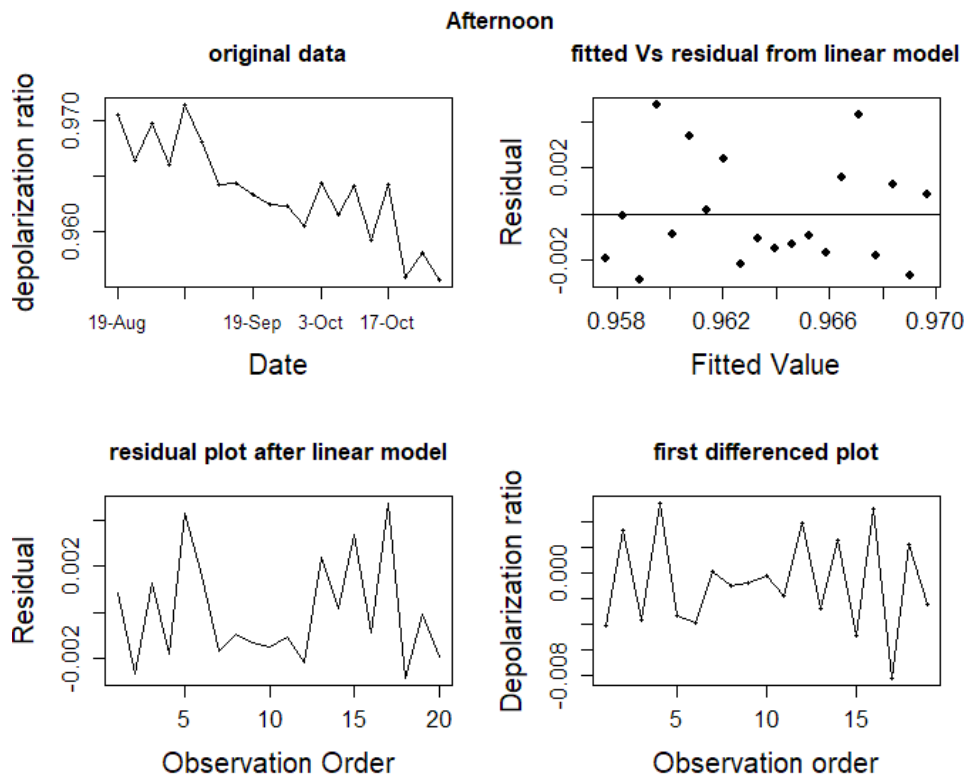 Afternoon
original data
depolarization ratio
0.970
0.960
19-Aug 19-Sep 3-Oct 17-Oct
Date
fitted Vs residual from linear model
Residual
0.002
-0.002
0.958 0.962 0.966 0.970
Fitted Value
residual plot after linear model
Residual
0.002
-0.002
5 10 15 20
Observation Order
first differenced plot
Depolarization ratio
0.000
-0.008
5 10 15
Observation order